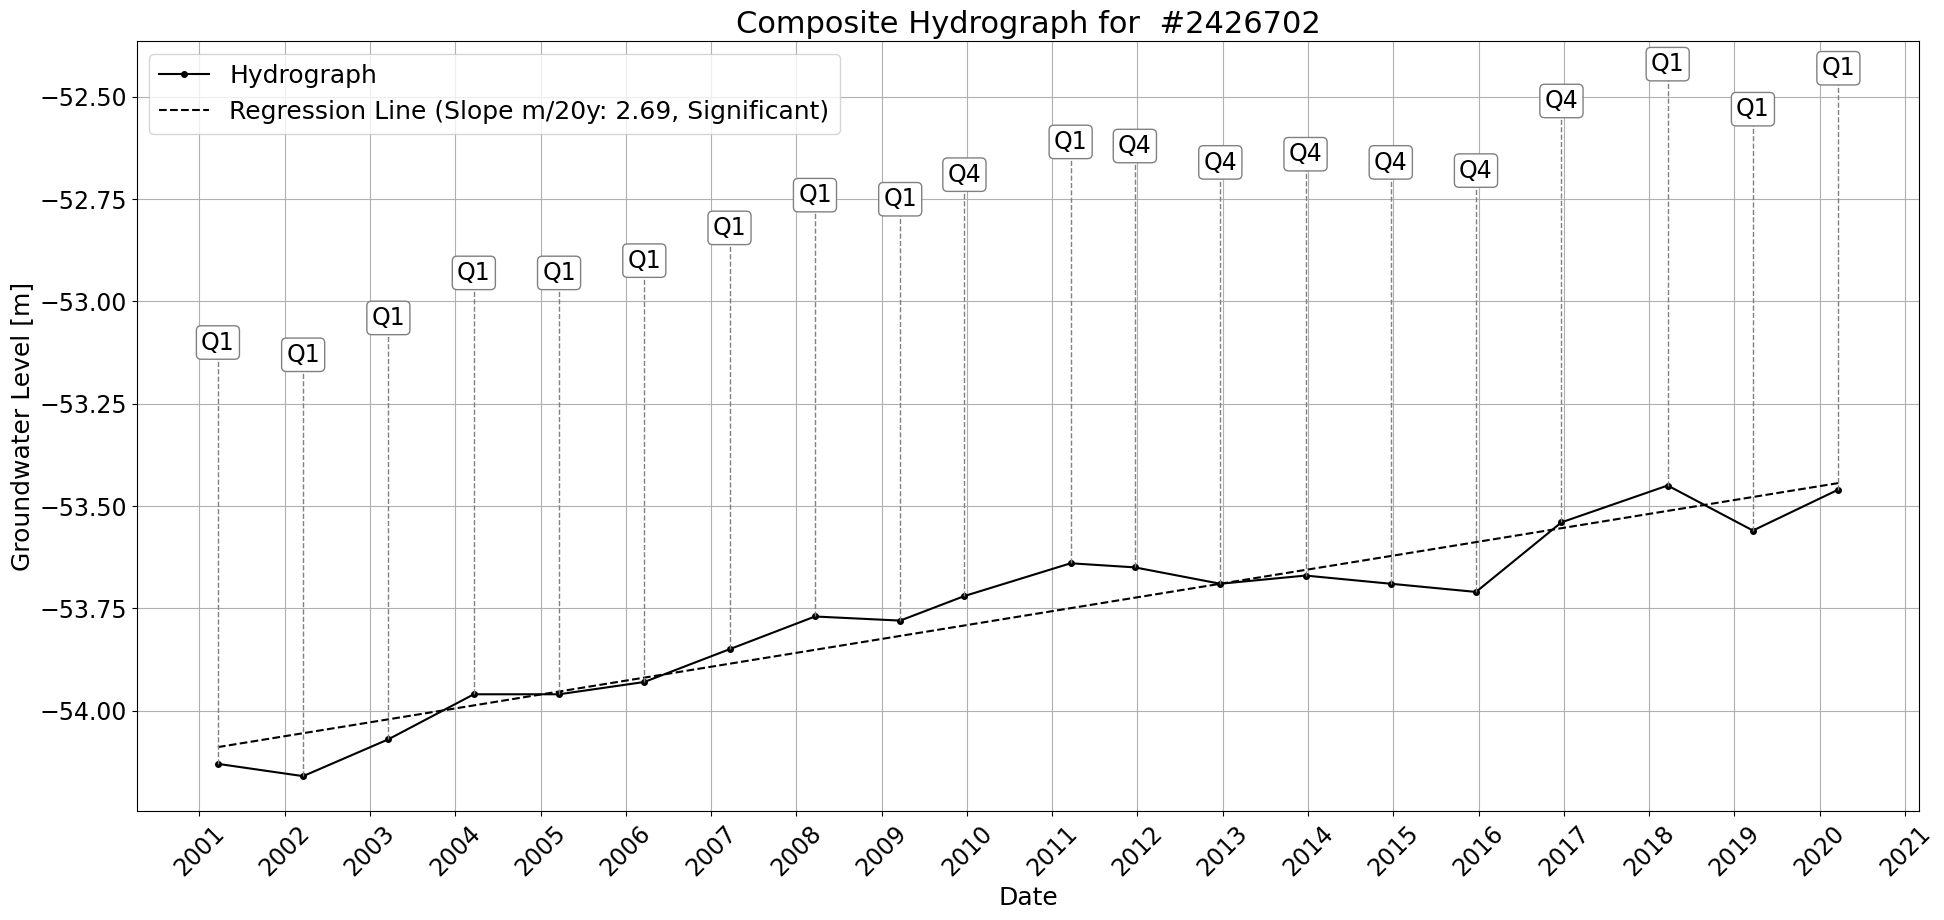 Composite Hydrograph for  #2426702
Hydrograph
Regression Line (Slope m/20y: 2.69, Significant)
Groundwater Level [m]
−52.50
−52.75
−53.00
−53.25
−53.50
−53.75
−54.00
Q1
Q1
Q1
Q1
Q1
Q1
Q1
Q1
Q1
Q4
Q1
Q4
Q4
Q4
Q4
Q4
Q4
Q1
Q1
Q1
2001
2002
2003
2004
2005
2006
2007
2008
2009
2010
2011
2012
2013
2014
2015
2016
2017
2018
2019
2020
2021
Date